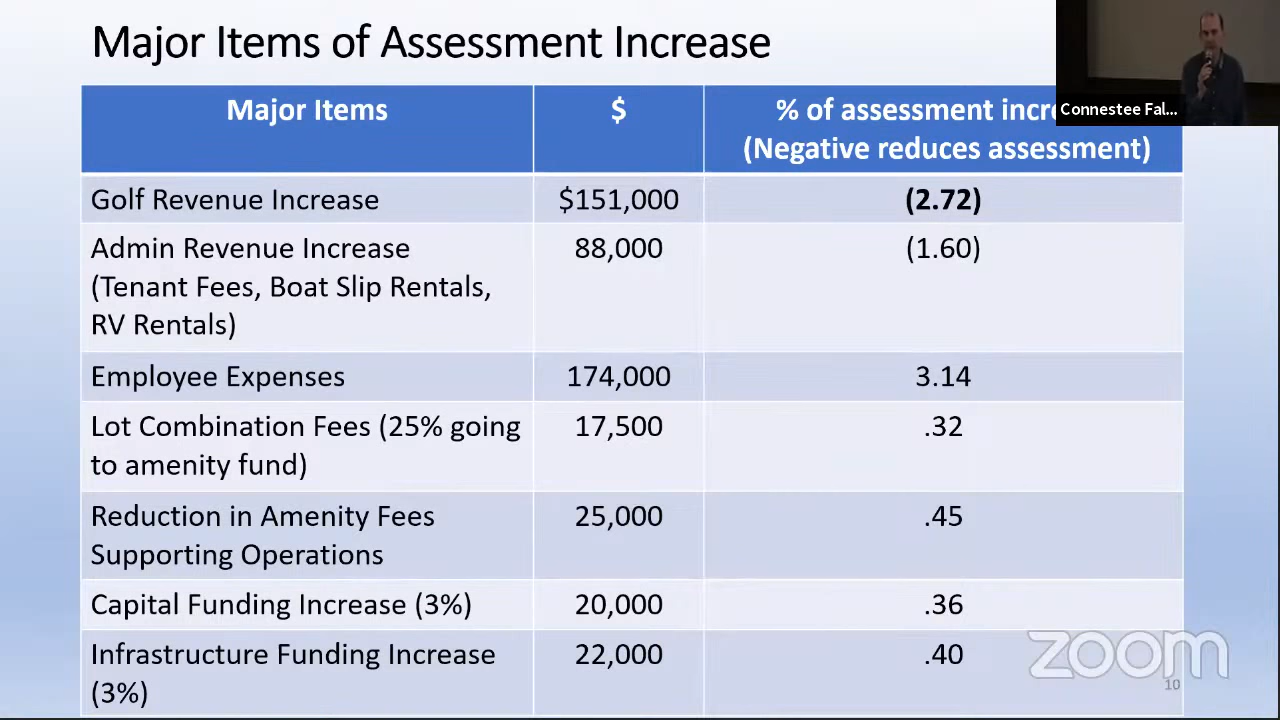 Major Items of Assessment Increase
Connestee Fal...
Major Items
$
% of assessment incre
(Negative reduces assessment)
Golf Revenue Increase
$151,000
(2.72)
Admin Revenue Increase
(Tenant Fees, Boat Slip Rentals,
RV Rentals)
88,000
(1.60)
Employee Expenses
174,000
3.14
Lot Combination Fees (25% going
to amenity fund)
17,500
.32
Reduction in Amenity Fees
Supporting Operations
25,000
.45
Capital Funding Increase (3%)
20,000
.36
Infrastructure Funding Increase
(3%)
22,000
.40
zoom
10